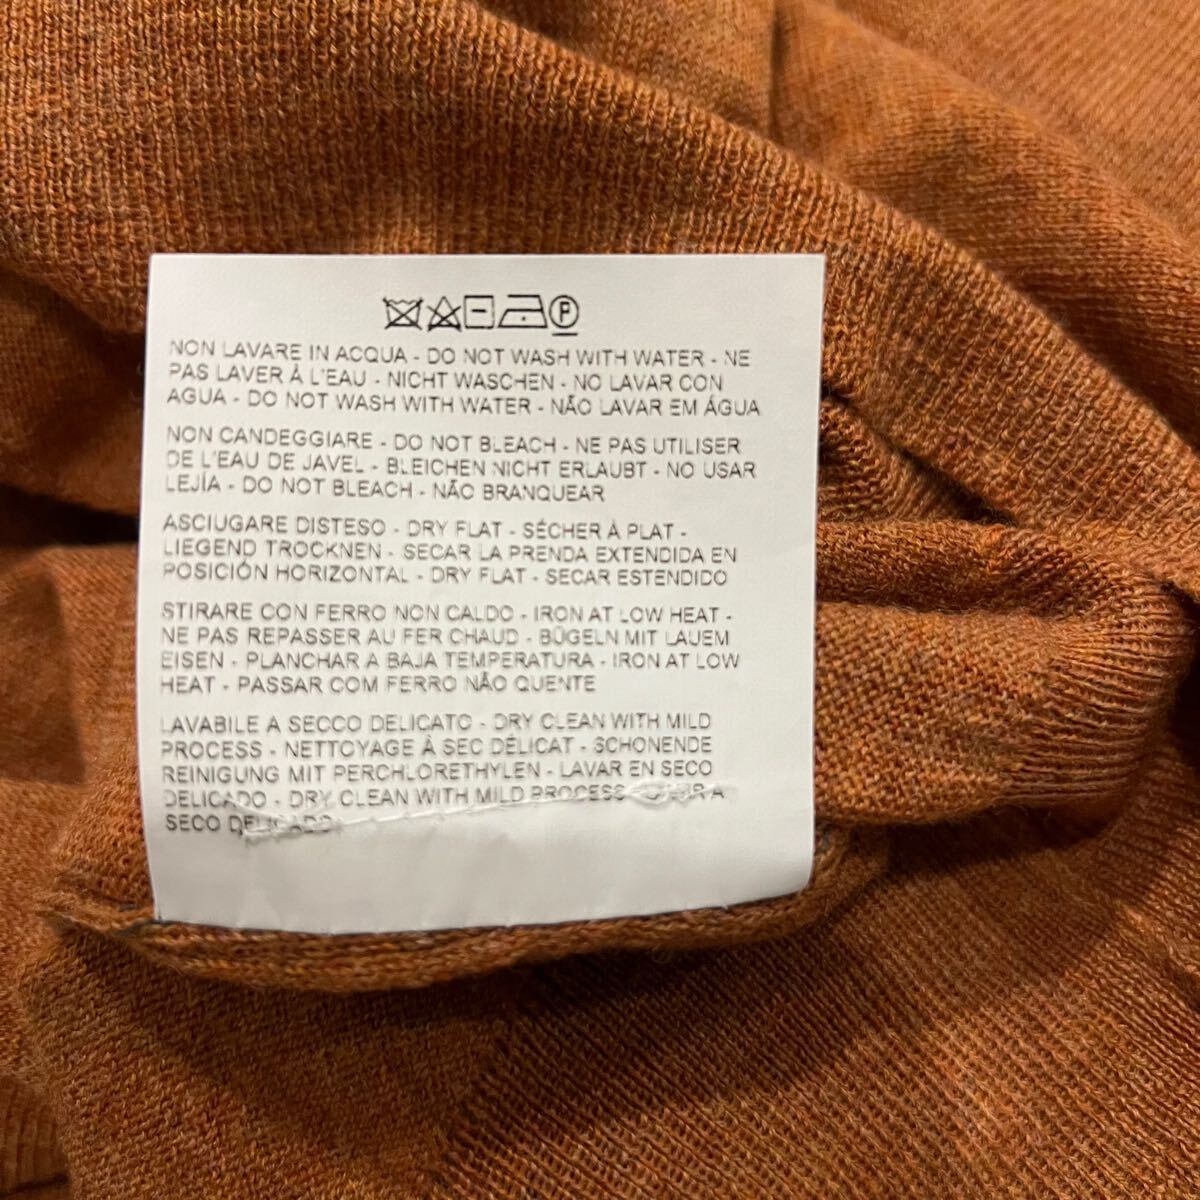 P
NON LAVARE IN ACQUA - DO NOT WASH WITH WATER - NE
PAS LAVER À L'EAU - NICHT WASCHEN - NO LAVAR CON
AGUA - DO NOT WASH WITH WATER - NÃO LAVAR EM ÁGUA
NON CANDEGGIARE - DO NOT BLEACH - NE PAS UTILISER
DE L'EAU DE JAVEL - BLEICHEN NICHT ERLAUBT - NO USAR
LEJÍA - DO NOT BLEACH - NÃO BRANQUEAR
ASCIUGARE DISTESO - DRY FLAT - SÉCHER À PLAT -
LIEGEND TROCKNEN - SECAR LA PRENDA EXTENDIDA EN
POSICIÓN HORIZONTAL - DRY FLAT - SECAR ESTENDIDO
STIRARE CON FERRO NON CALDO - IRON AT LOW HEAT -
NE PAS REPASSER AU FER CHAUD - BÜGELN MIT LAUEM
EISEN - PLANCHAR A BAJA TEMPERATURA - IRON AT LOW
HEAT - PASSAR COM FERRO NÃO QUENTE
LAVABILE A SECCO DELICATO - DRY CLEAN WITH MILD
PROCESS - NETTOYAGE À SEC DÉLICAT - SCHONENDE
REINIGUNG MIT PERCHLORETHYLEN - LAVAR EN SECO
DELICADO - DRY CLEAN WITH MILD PROCESS - A
SECO DELICADO